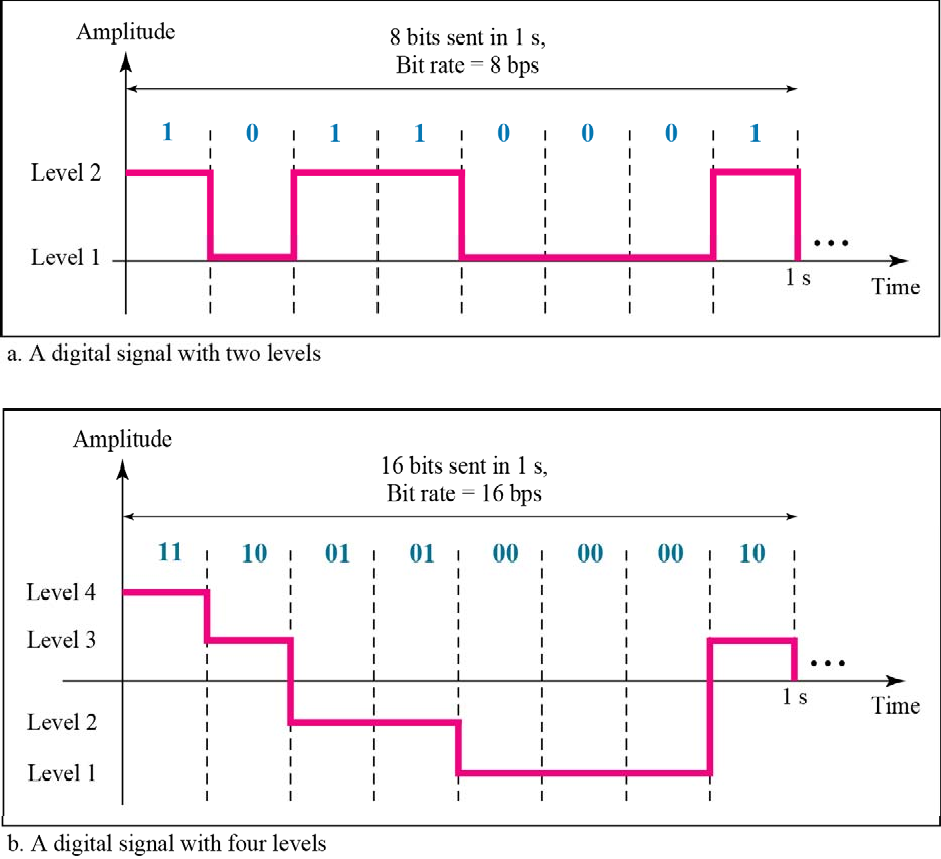 Amplitude
8 bits sent in 1 s,
Bit rate = 8 bps
1 0 1 1 0 0 0 1
Level 2
Level 1
...
1 s
Time
a. A digital signal with two levels
Amplitude
16 bits sent in 1 s,
Bit rate = 16 bps
11 10 01 01 00 00 00 10
Level 4
Level 3
...
1 s
Time
Level 2
Level 1
b. A digital signal with four levels